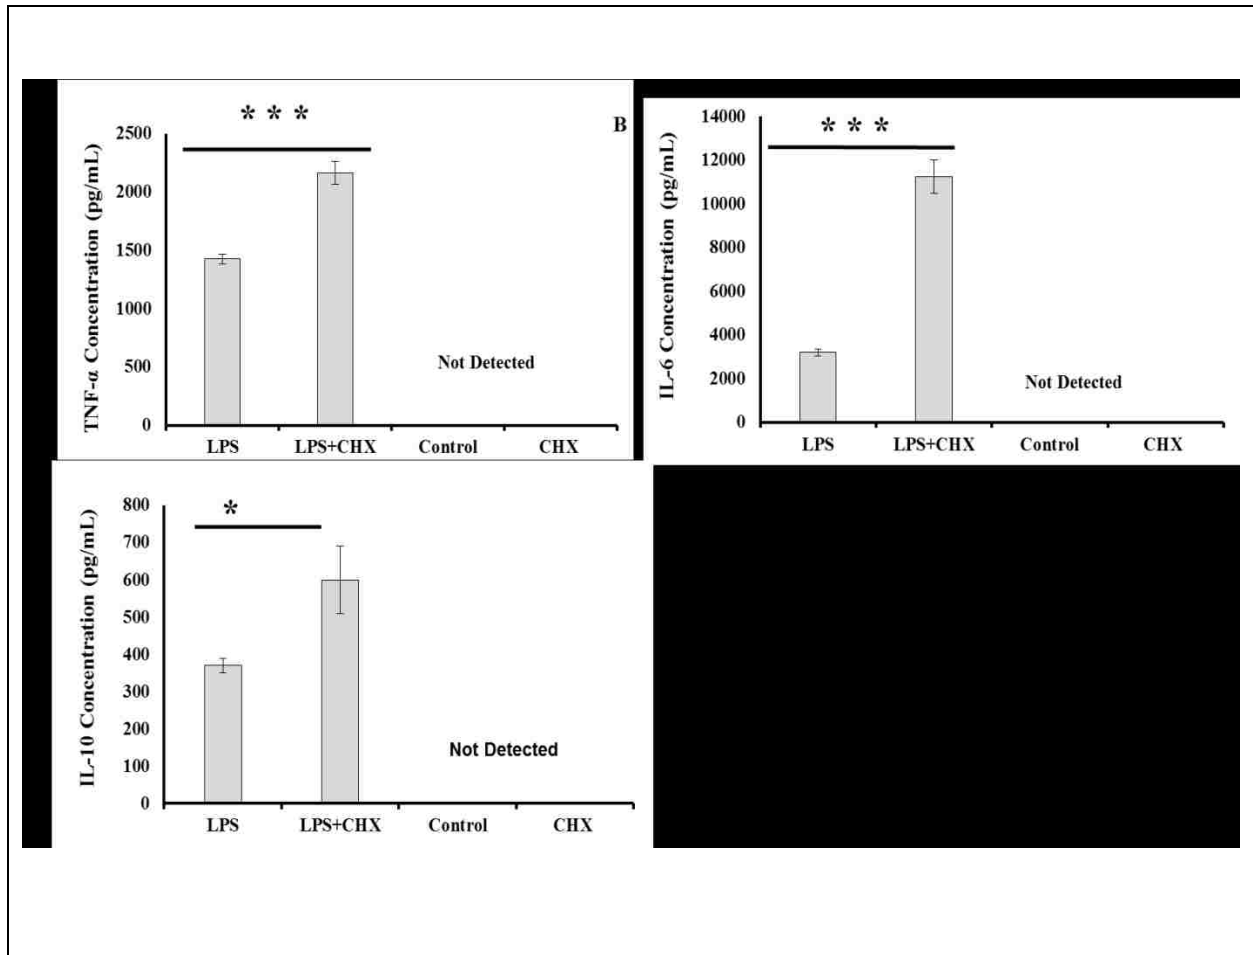 * * *
B
TNF-α Concentration (pg/mL)
2500
2000
1500
1000
500
0
Not Detected
LPS LPS+CHX Control CHX
* * *
IL-6 Concentration (pg/mL)
14000
12000
10000
8000
6000
4000
2000
0
Not Detected
LPS LPS+CHX Control CHX
*
IL-10 Concentration (pg/mL)
800
700
600
500
400
300
200
100
0
Not Detected
LPS LPS+CHX Control CHX